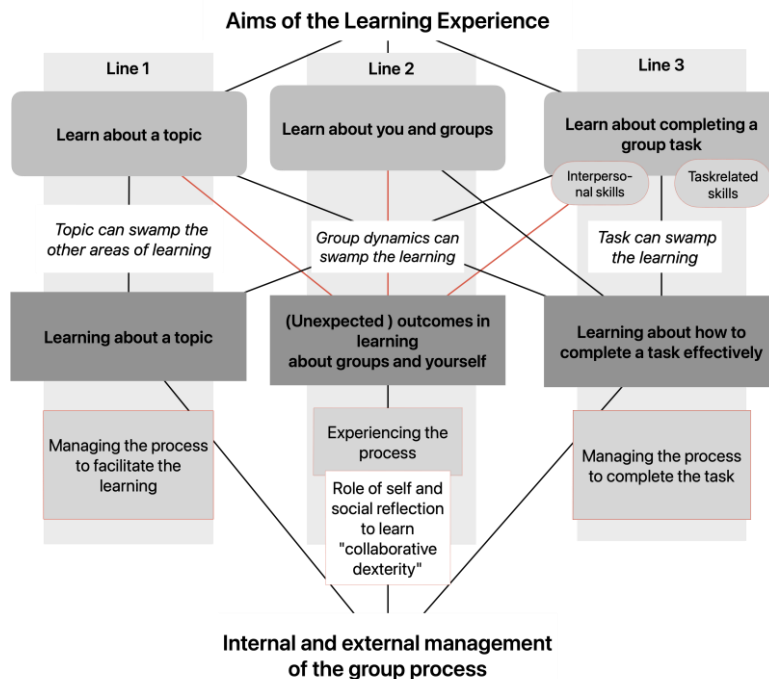 Aims of the Learning Experience
Line 1
Line 2
Line 3
Learn about a topic
Learn about you and groups
Learn about completing a
group task
Interperso-
nal skills
Taskrelated
skills
Topic can swamp the
other areas of learning
Group dynamics can
swamp the learning
Task can swamp
the learning
Learning about a topic
(Unexpected ) outcomes in
learning
about groups and yourself
Learning about how to
complete a task effectively
Managing the process
to facilitate the
learning
Experiencing the
process
Role of self and
social reflection
to learn
"collaborative
dexterity"
Managing the process
to complete the task
Internal and external management
of the group process